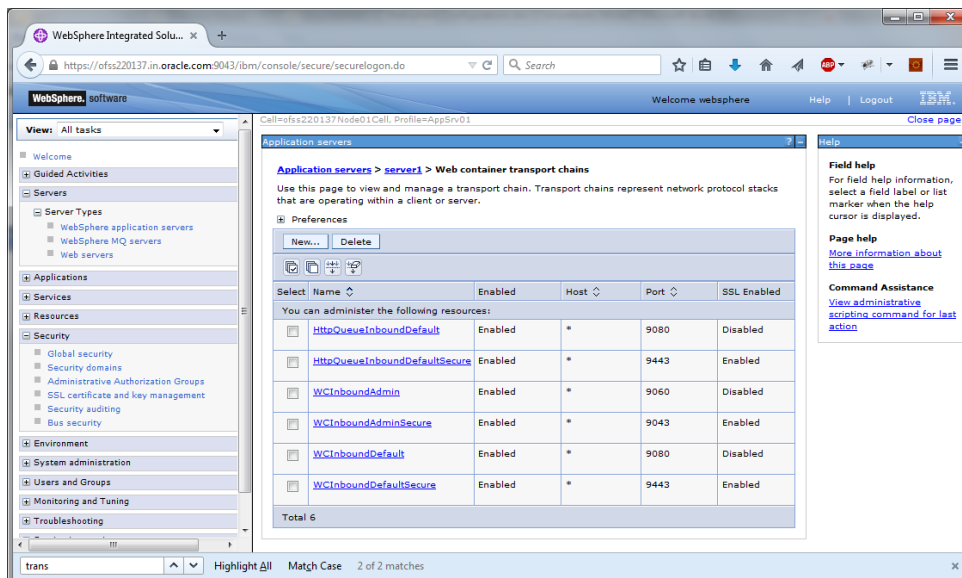 WebSphere Integrated Solu...
https://ofss220137.in.oracle.com:9043/ibm/console/secure/securelogon.do
Search
ABP
WebSphere. software
Welcome websphere
Help | Logout
IBM.
View: All tasks
Welcome
Guided Activities
Servers
Server Types
WebSphere application servers
WebSphere MQ servers
Web servers
Applications
Services
Resources
Security
Global security
Security domains
Administrative Authorization Groups
SSL certificate and key management
Security auditing
Bus security
Environment
System administration
Users and Groups
Monitoring and Tuning
Troubleshooting
Cell=ofss220137Node01Cell, Profile=AppSrv01
Close page
Application servers
Application servers > server1 > Web container transport chains
Use this page to view and manage a transport chain. Transport chains represent network protocol stacks
that are operating within a client or server.
Preferences
New... Delete
Select Name Enabled Host Port SSL Enabled
You can administer the following resources:
HttpQueueInboundDefault Enabled * 9080 Disabled
HttpQueueInboundDefaultSecure Enabled * 9443 Enabled
WCInboundAdmin Enabled * 9060 Disabled
WCInboundAdminSecure Enabled * 9043 Enabled
WCInboundDefault Enabled * 9080 Disabled
WCInboundDefaultSecure Enabled * 9443 Enabled
Total 6
Help
Field help
For field help information,
select a field label or list
marker when the help
cursor is displayed.
Page help
More information about
this page
Command Assistance
View administrative
scripting command for last
action
trans
Highlight All Match Case 2 of 2 matches